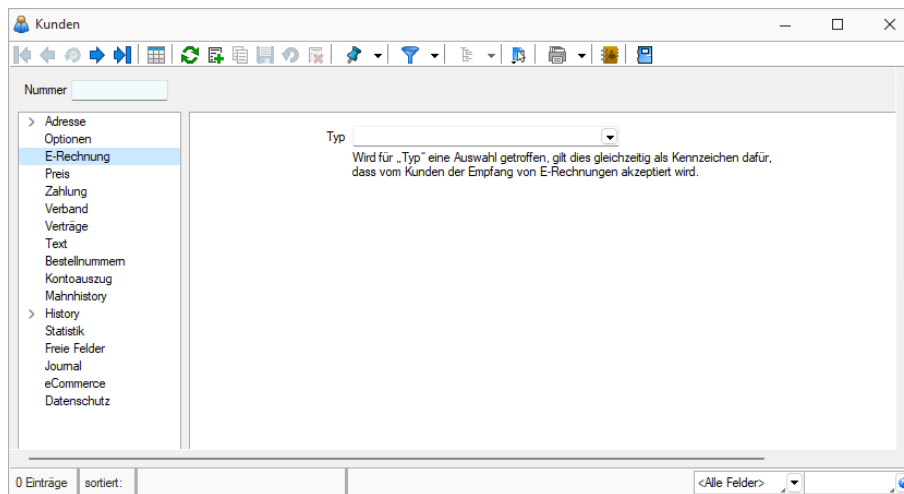 Kunden
Nummer
Adresse
Optionen
E-Rechnung
Preis
Zahlung
Verband
Verträge
Text
Bestellnummern
Kontoauszug
Mahnhistory
History
Statistik
Freie Felder
Journal
eCommerce
Datenschutz
Typ
Wird für „Typ“ eine Auswahl getroffen, gilt dies gleichzeitig als Kennzeichen dafür,
dass vom Kunden der Empfang von E-Rechnungen akzeptiert wird.
0 Einträge sortiert: <Alle Felder>